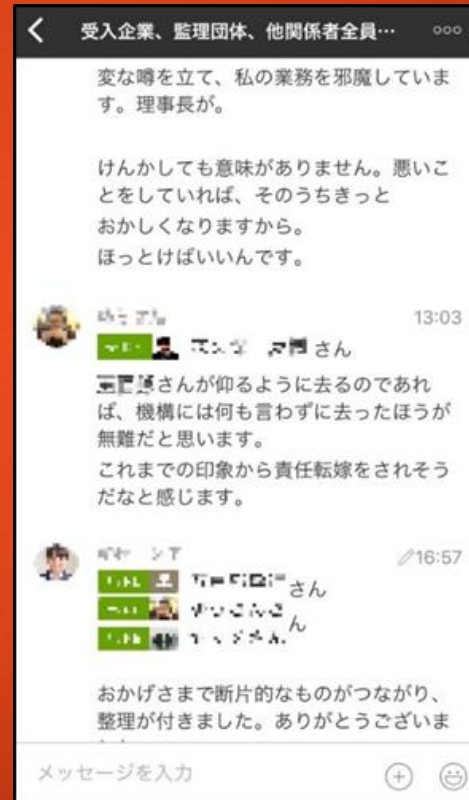 受入企業、監理団体、他関係者全員…
変な噂を立て、私の業務を邪魔していま
す。理事長が。
けんかしても意味がありません。悪いこ
とをしていれば、そのうちきっと
おかしくなりますから。
ほっとけばいいんです。
13:03
さん
さんが仰るように去るのであれ
ば、機構には何も言わずに去ったほうが
無難だと思います。
これまでの印象から責任転嫁をされそう
だなと感じます。
16:57
さん
ん
おかげさまで断片的なものがつながり、
整理が付きました。ありがとうございま
メッセージを入力